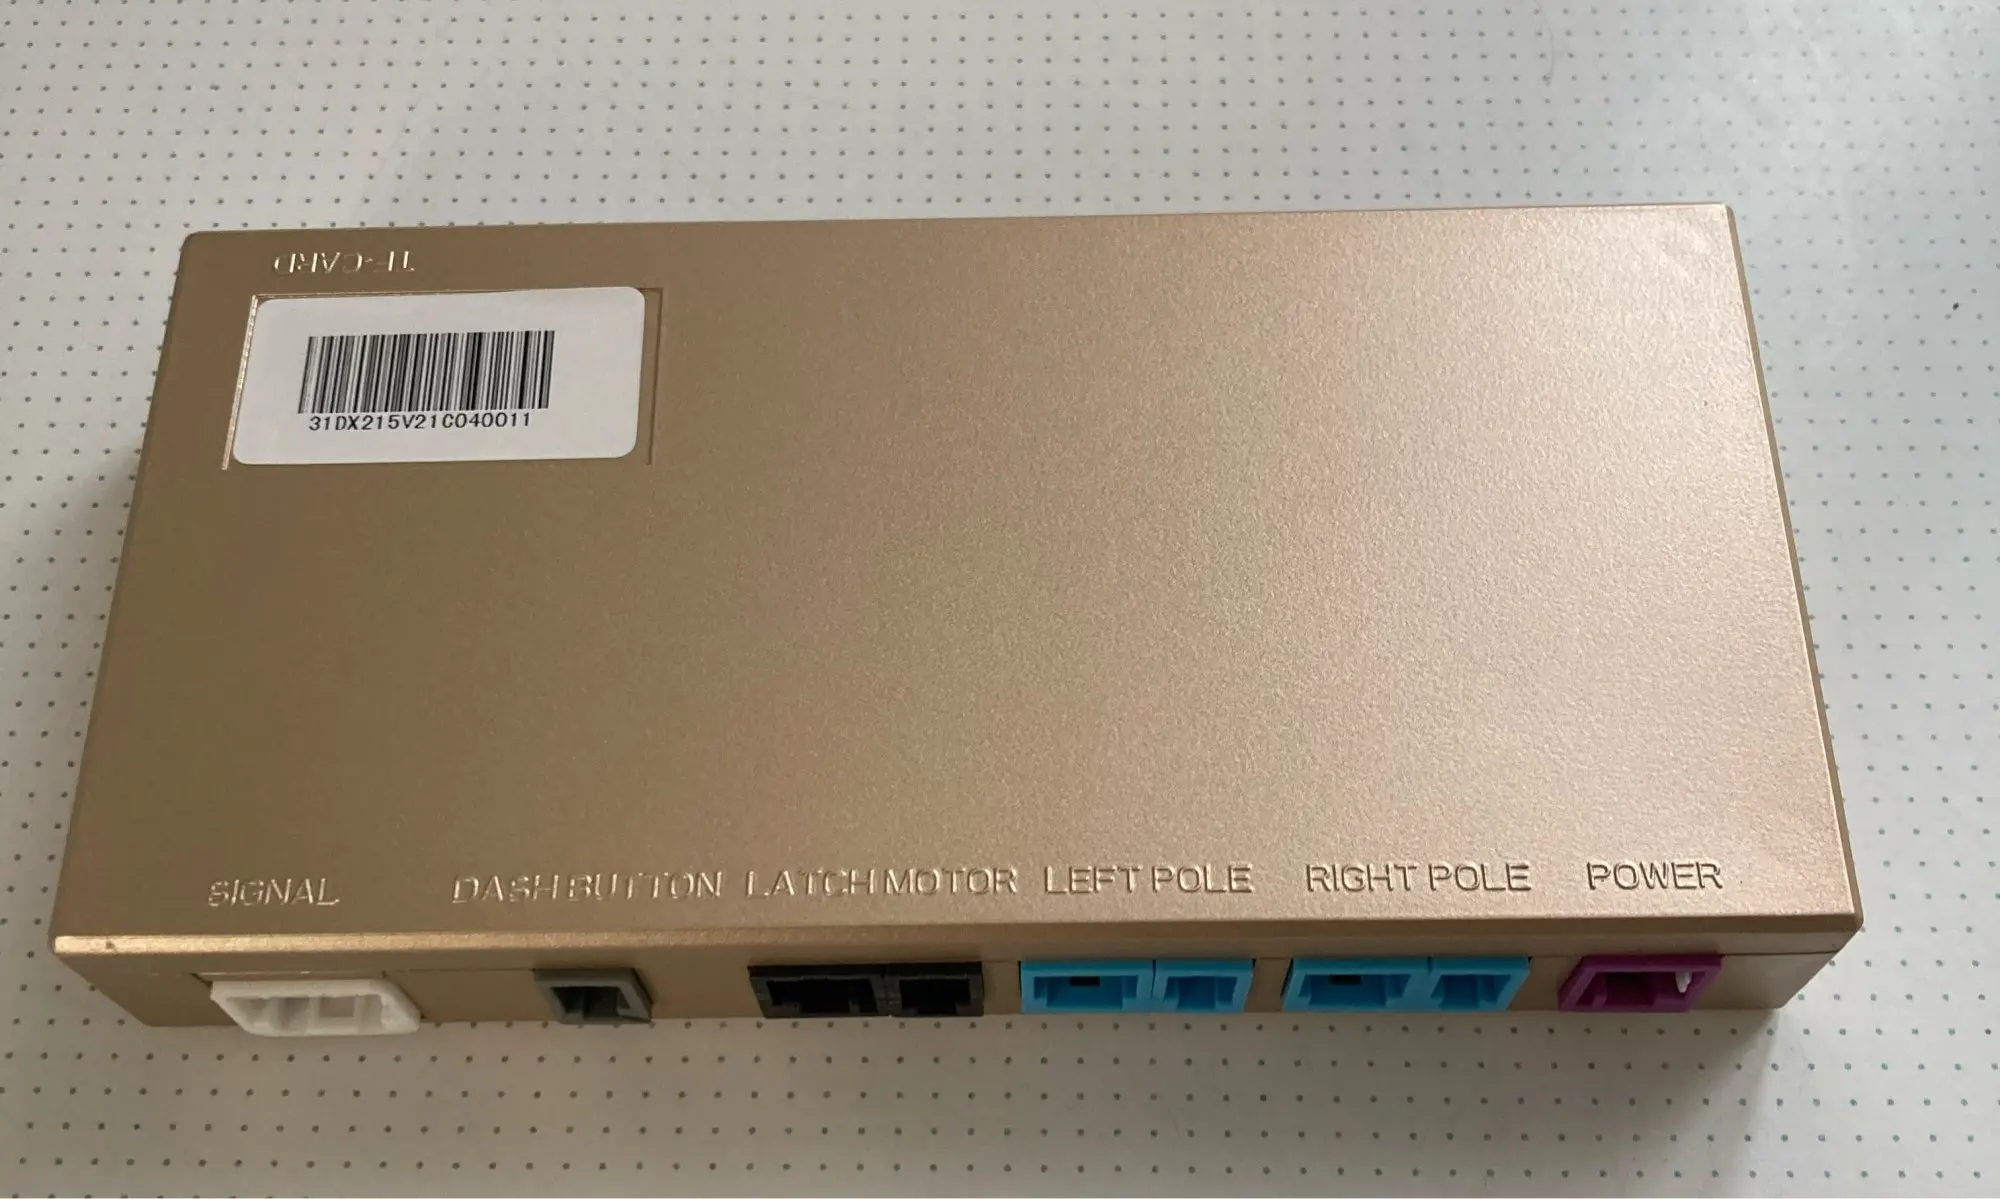 TF-CARD
31DX215V21C040011
SIGNAL DASH BUTTON LATCH MOTOR LEFT POLE RIGHT POLE POWER